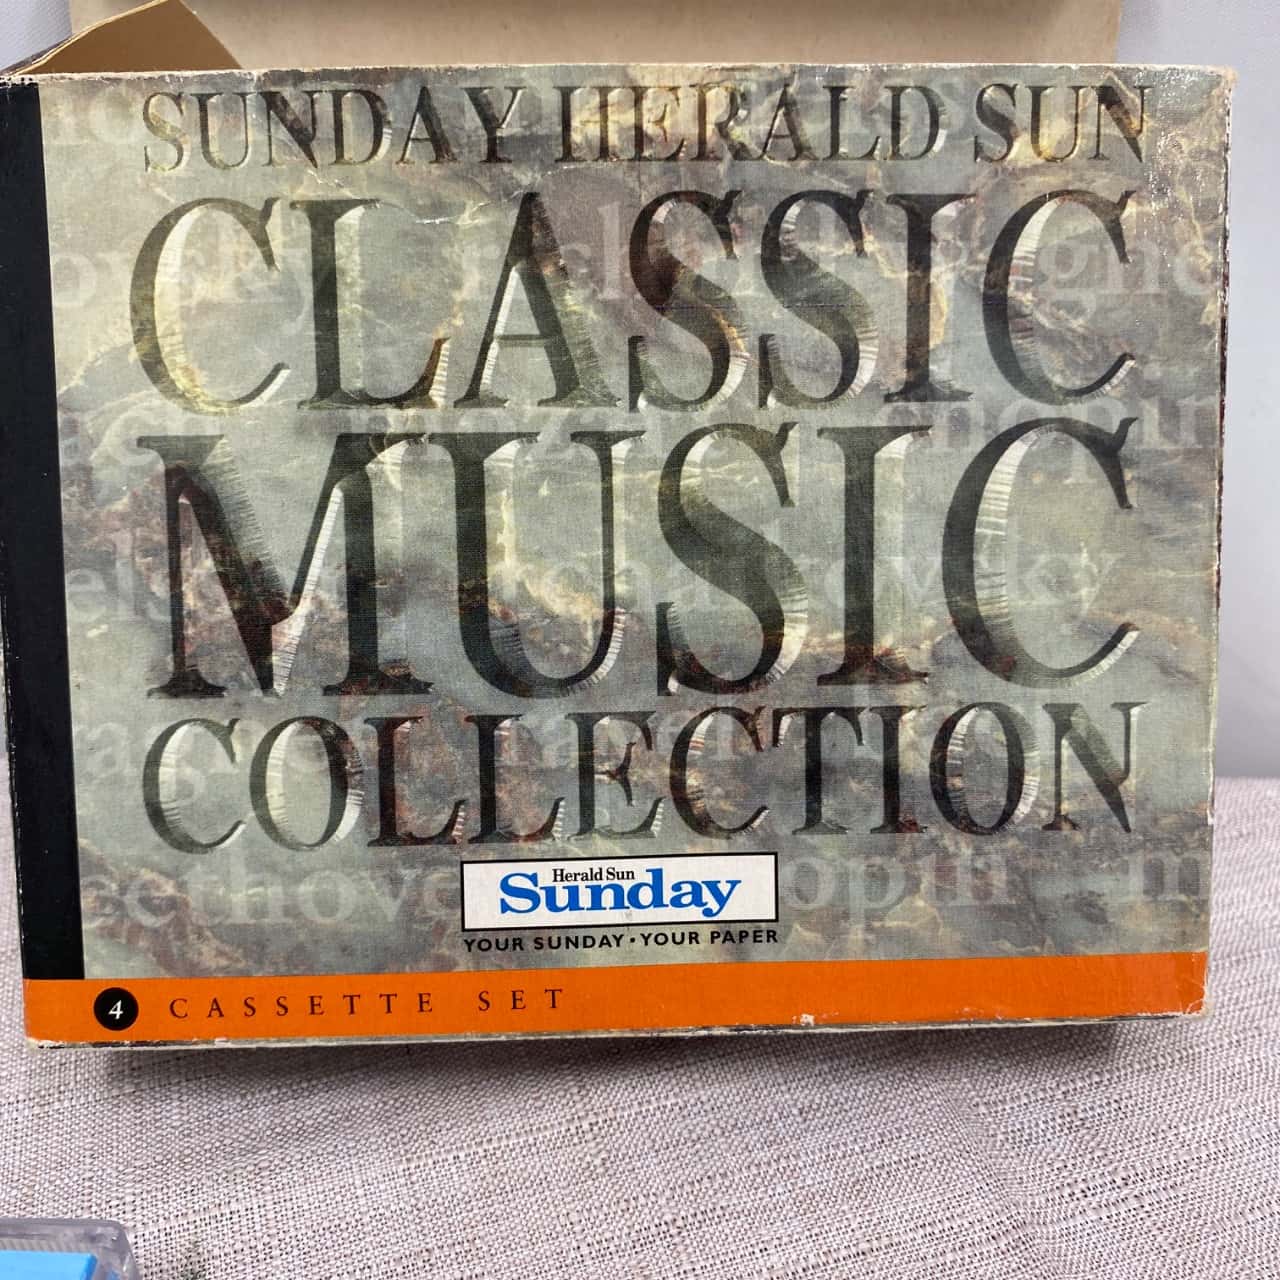 SUNDAY HERALD SUN
CLASSIC
MUSIC
COLLECTION
Herald Sun
Sunday
YOUR SUNDAY • YOUR PAPER
4 CASSETTE SET